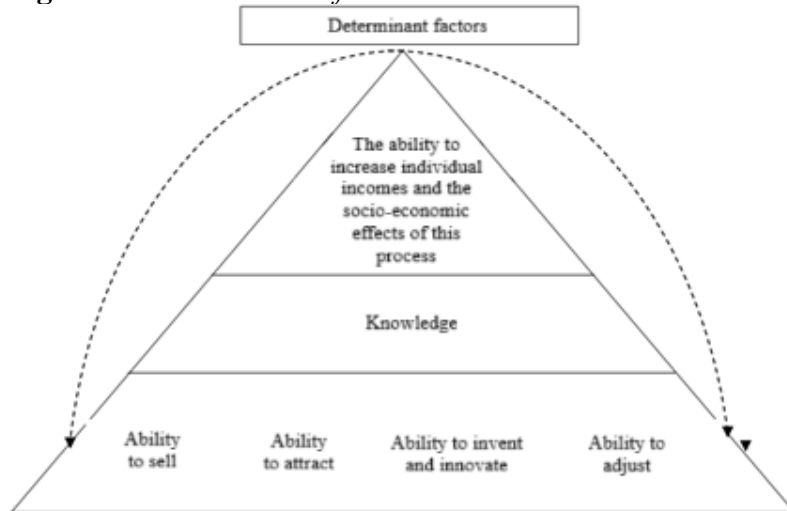 Determinant factors
The ability to
increase individual
incomes and the
socio-economic
effects of this
process
Knowledge
Ability
to sell
Ability
to attract
Ability to invent
and innovate
Ability to
adjust